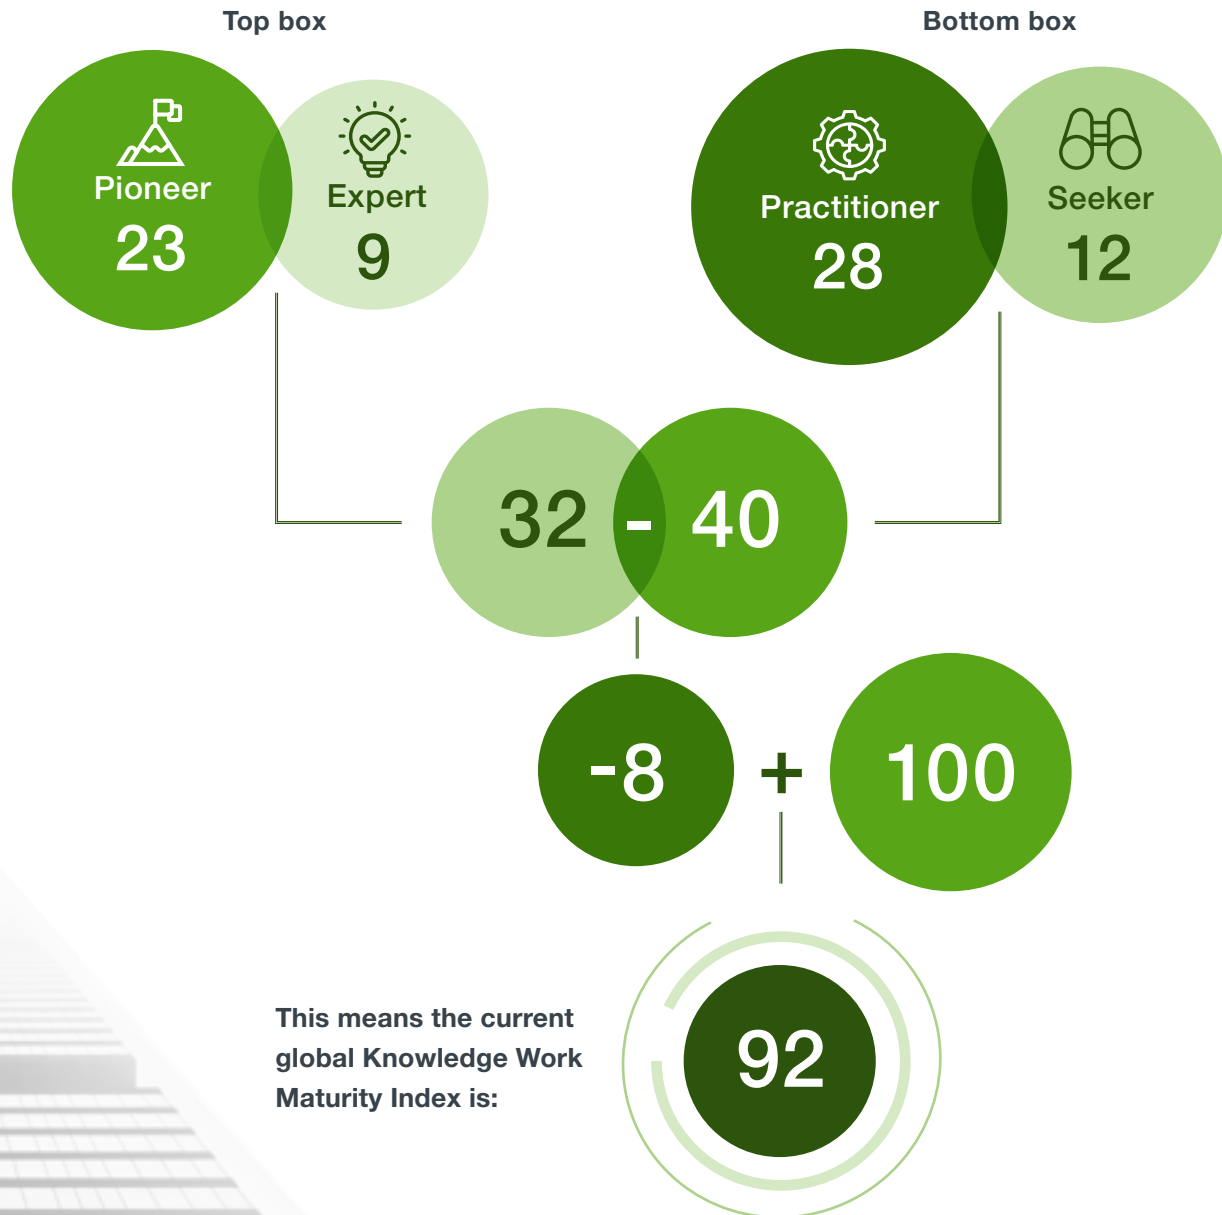 Top box
Bottom box
Pioneer
23
Expert
9
Practitioner
28
Seeker
12
32 - 40
-8 + 100
This means the current
global Knowledge Work
Maturity Index is:
92